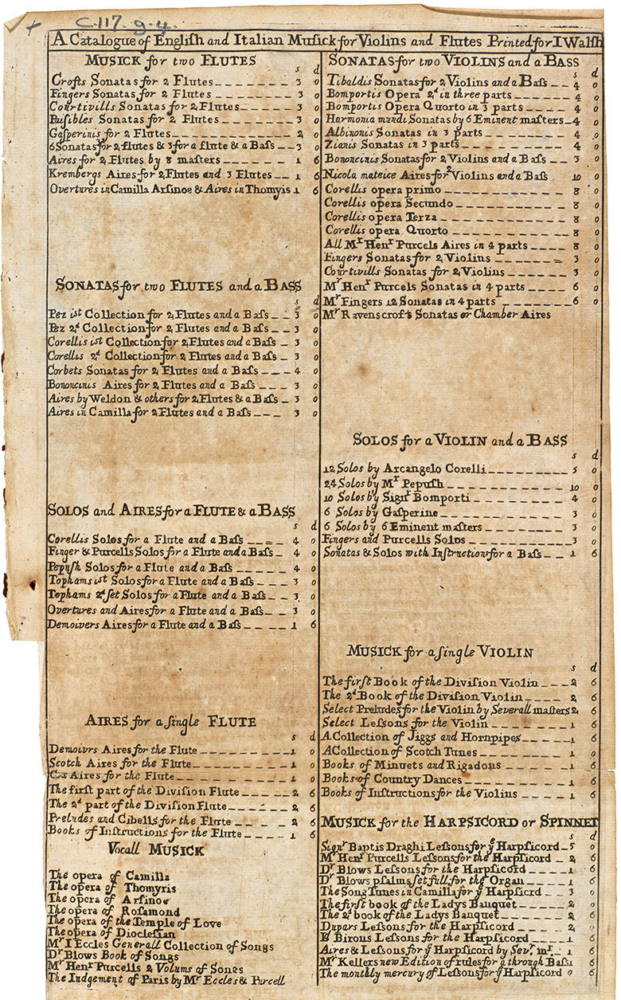 C.117.g.4.
A Catalogue of Engliſh and Italian Muſick for Violins and Flutes Printed for I Walſh
MUSICK for two FLUTES
s d
Crofts Sonatas for 2 Flutes 3 0
Fingers Sonatas for 2 Flutes 3 0
Courtivills Sonatas for 2 Flutes 3 0
Paiſibles Sonatas for 2 Flutes 3 0
Gaſperinis for 2 Flutes 2 0
6 Sonatas for 2 flutes & 3 for a flute & a Baſs 3 0
Aires for 2 Flutes by 8 maſters 1 6
Krembergs Aires for 2 Flutes and 3 Flutes 1 6
Overtures in Camilla Arſinoe & Aires in Thomyis 1 6
SONATAS for two FLUTES and a BASS
s d
Pez 1st Collection for 2 Flutes and a Baſs 3 0
Pez 2d Collection for 2 Flutes and a Baſs 3 0
Corellis 1st Collection for 2 Flutes and a Baſs 3 0
Corellis 2d Collection for 2 Flutes and a Baſs 3 0
Corbets Sonatas for 2 Flutes and a Baſs 4 0
Bononcinis Aires for 2 Flutes and a Baſs 3 0
Aires by Weldon & others for 2 Flutes & a Baſs 3 0
Aires in Camilla for 2 Flutes and a Baſs 3 0
SOLOS and AIRES for a FLUTE & a BASS
s d
Corellis Solos for a Flute and a Baſs 4 0
Finger & Purcells Solos for a Flute and a Baſs 4 0
Pepuſh Solos for a Flute and a Baſs 4 0
Tophams 1st Solos for a Flute and a Baſs 3 0
Tophams 2d ſet Solos for a Flute and a Baſs 3 0
Overtures and Aires for a Flute and a Baſs 3 0
Demoivers Aires for a Flute and a Baſs 1 6
AIRES for a ſingle FLUTE
s d
Demoivrs Aires for the Flute 1 0
Scotch Aires for the Flute 1 0
Aires for the Flute 1 0
The firſt part of the Diviſion Flute 2 6
The 2d part of the Diviſion Flute 2 6
Preludes and Cibells for the Flute 2 6
Books of Inſtructions for the Flute 1 6
Vocall MUSICK
The opera of Camilla
The opera of Thomyris
The opera of Arſinoe
The opera of Roſamond
The opera of the Temple of Love
The opera of Diocleſian
Mr I Eccles Generall Collection of Songs
Dr Blows Book of Songs
Mr Henr Purcells 2 Volums of Songs
The Iudgement of Paris by Mr Eccles & Purcell
SONATAS for two VIOLINS and a BASS
s d
Tibaldis Sonatas for 2 Violins and a Baſs 4 0
Bomportis Opera 2d in three parts 4 0
Bomportis Opera Quorto in 3 parts 4 0
Harmonia mundi Sonatas by 6 Eminent maſters 4 0
Albinonis Sonatas in 3 parts 4 0
Zianis Sonatas in 3 parts 4 0
Bononcinis Sonatas for 2 Violins and a Baſs 3 0
Nicola mateice Aires for 2 Violins and a Baſs 10 0
Corellis opera primo 8 0
Corellis opera Secundo 8 0
Corellis opera Terza 8 0
Corellis opera Quorto 8 0
All Mr Henr Purcels Aires in 4 parts 8 0
Fingers Sonatas for 2 Violins 3 0
Courtivills Sonatas for 2 Violins 3 0
Mr Henr Purcels Sonatas in 4 parts 6 0
Mr Fingers 12 Sonatas in 4 parts 6 0
Mr Ravenscrofts Sonatas or Chamber Aires
SOLOS for a VIOLIN and a BASS
s d
12 Solos by Arcangelo Corelli 5 0
24 Solos by Mr Pepuſh 10 0
10 Solos by Signr Bomporti 4 0
6 Solos by Gaſperine 3 0
6 Solos by 6 Eminent maſters 3 0
Fingers and Purcells Solos 3 0
Sonatas & Solos with Inſtructions for a Baſs 1 6
MUSICK for a ſingle VIOLIN
s d
The firſt Book of the Diviſion Violin 2 6
The 2d Book of the Diviſion Violin 2 6
Select Preludes for the Violin by Severall maſters 2 6
Select Leſſons for the Violin 1 6
A Collection of Jiggs and Hornpipes 1 6
A Collection of Scotch Tunes 1 6
Books of Minuets and Rigadons 1 6
Books of Country Dances 1 6
Books of Inſtructions for the Violins 1 6
MUSICK for the HARPSICORD or SPINNET
s d
Signr Baptis Draghi Leſſons for ye Harpſicord 5 0
Mr Henr Purcells Leſſons for the Harpſicord 2 6
Dr Blows Leſſons for the Harpſicord 1 6
Dr Blows pſalms ſet full for the Organ 1 6
The Song Tunes in Camilla for ye Harpſicrd 3 0
The firſt book of the Ladys Banquet 2 0
The 2d book of the Ladys Banquet 2 6
Dupars Leſſons for the Harpſicord 2 6
Birous Leſſons for the Harpſicord 1 6
Aires & Leſſons for ye Harpſicord by Sevr mr 1 6
Mr Kellers new Edition of rules for a through Baſs 1 6
The monthly mercury of Leſſons for ye Harpſicord 0 6